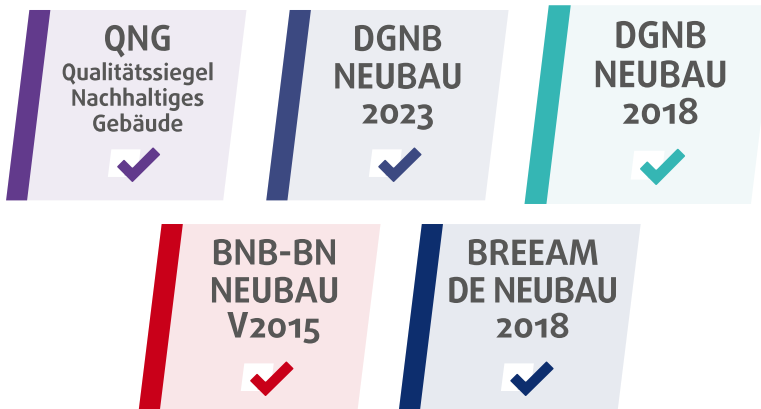 QNG
Qualitätssiegel
Nachhaltiges
Gebäude
DGNB
NEUBAU
2023
DGNB
NEUBAU
2018
BNB-BN
NEUBAU
V2015
BREEAM
DE NEUBAU
2018